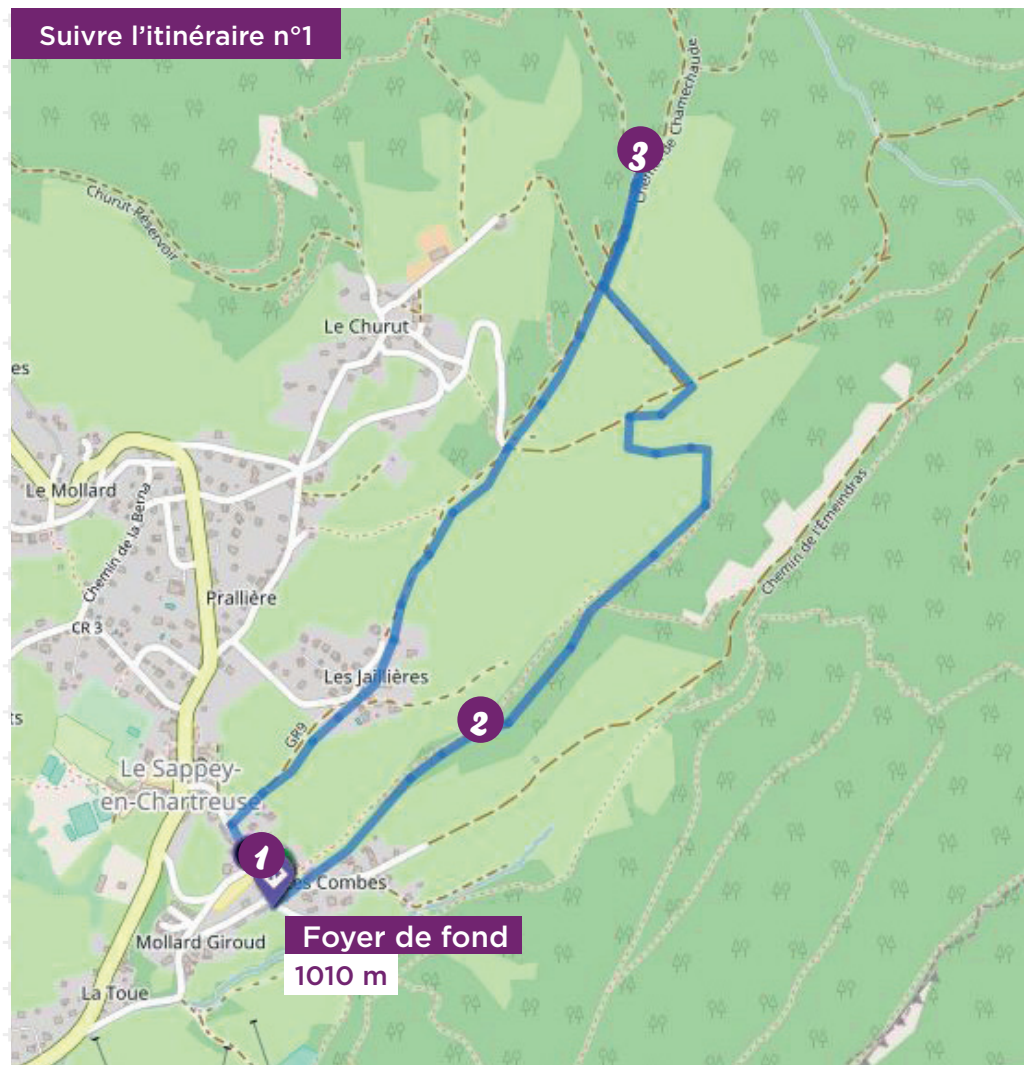 Suivre l'itinéraire n°1
3
Chemin de Chamechaude
Churut-Réservoir
Le Churut
es
Le Mollard
Chemin de la Berna
Chemin de l'Émeindras
Prallière
CR 3
Les Jaillières
ts
2
GR9
Le Sappey-
en-Chartreuse
1
Les Combes
Foyer de fond
Mollard Giroud
1010 m
La Toue